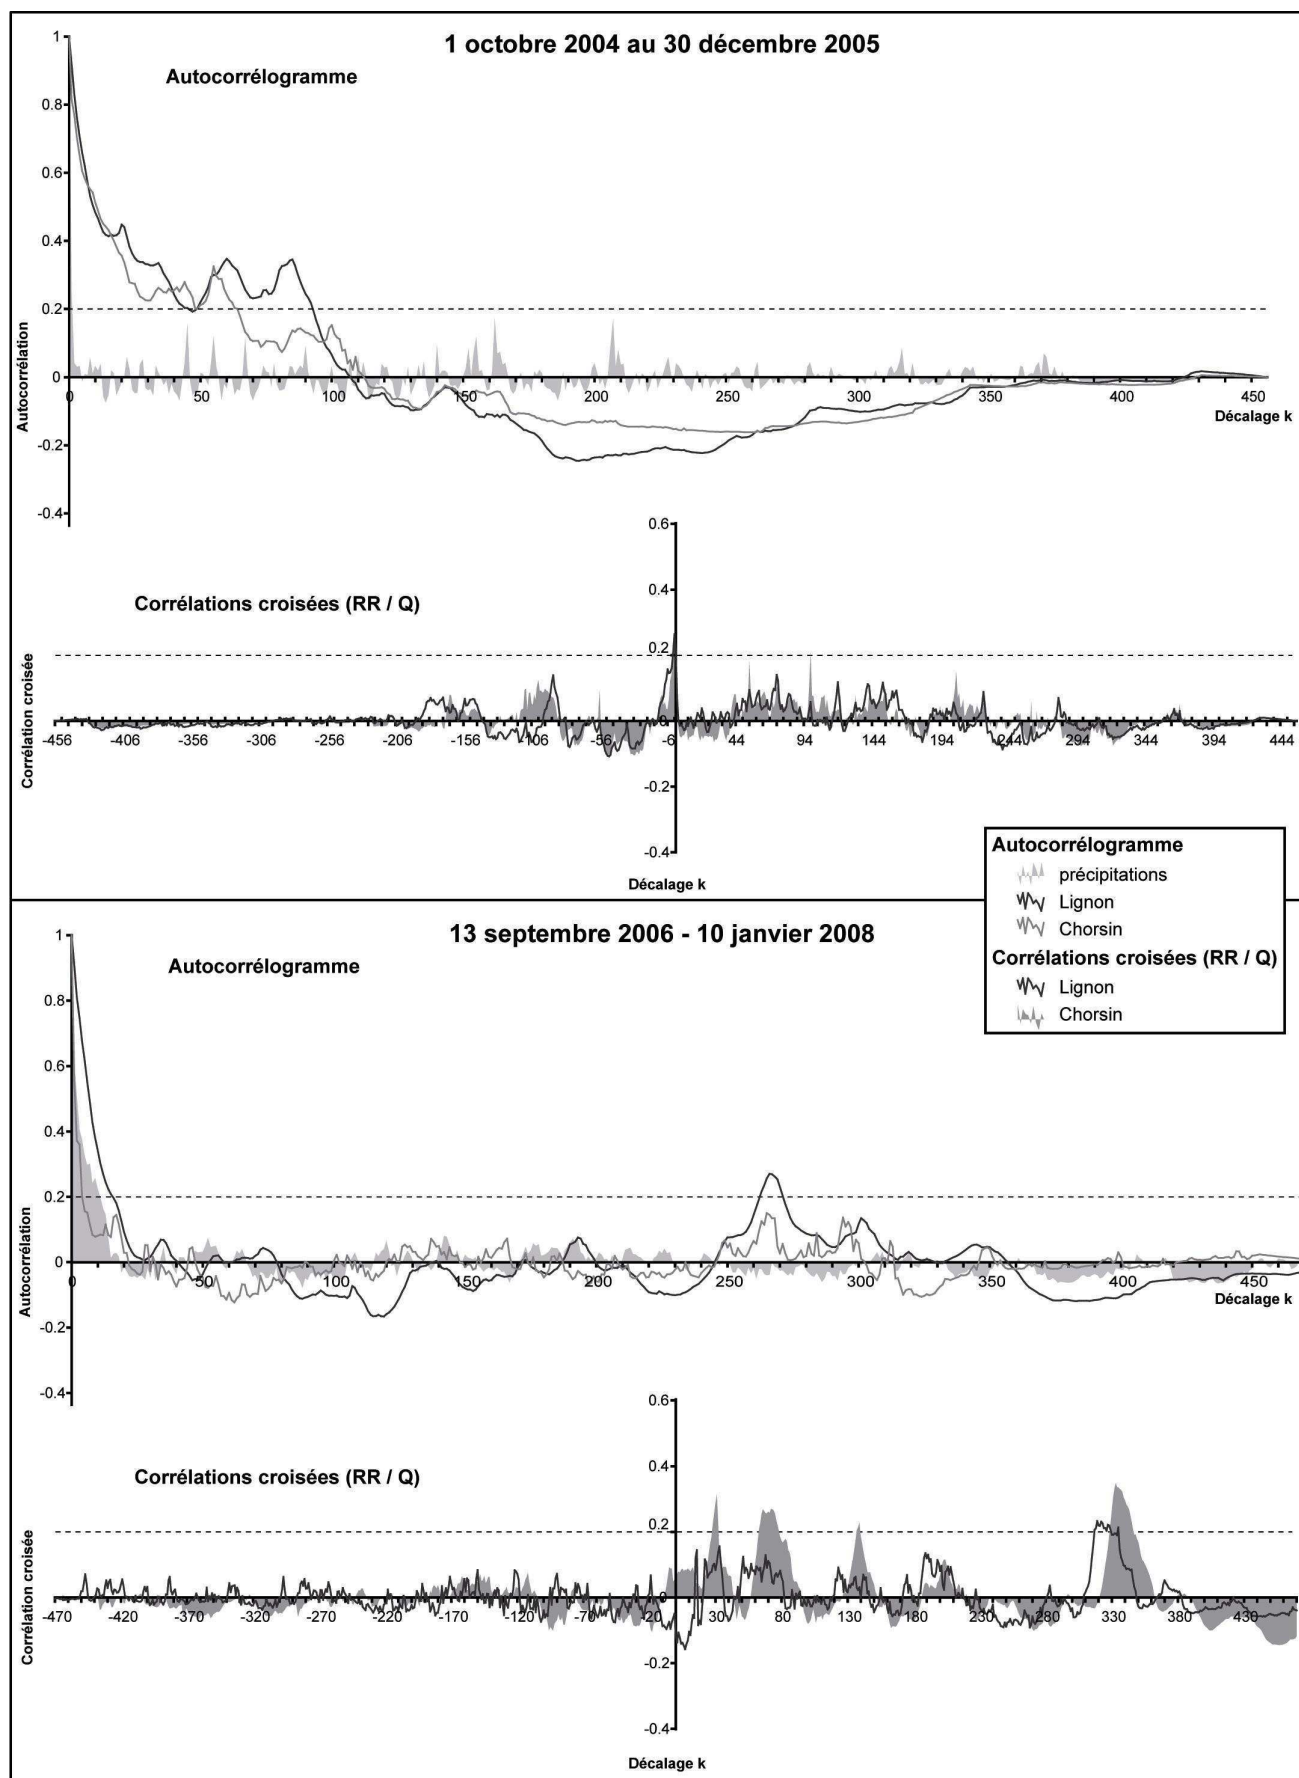 1 octobre 2004 au 30 décembre 2005
Autocorrélogramme
1
0.8
0.6
0.4
0.2
0
-0.2
-0.4
Autocorrélation
0 50 100 150 200 250 300 350 400 450
Décalage k
Corrélations croisées (RR / Q)
0.6
0.4
0.2
-0.2
-0.4
Corrélation croisée
-456 -406 -356 -306 -256 -206 -156 -106 -56 -6 44 94 144 194 244 294 344 394 444
Décalage k
Autocorrélogramme
précipitations
Lignon
Chorsin
Corrélations croisées (RR / Q)
Lignon
Chorsin
13 septembre 2006 - 10 janvier 2008
Autocorrélogramme
1
0.8
0.6
0.4
0.2
0
-0.2
-0.4
Autocorrélation
0 50 100 150 200 250 300 350 400 450
Décalage k
Corrélations croisées (RR / Q)
0.6
0.4
0.2
-0.2
-0.4
Corrélation croisée
-470 -420 -370 -320 -270 -220 -170 -120 -70 -20 30 80 130 180 230 280 330 380 430
Décalage k